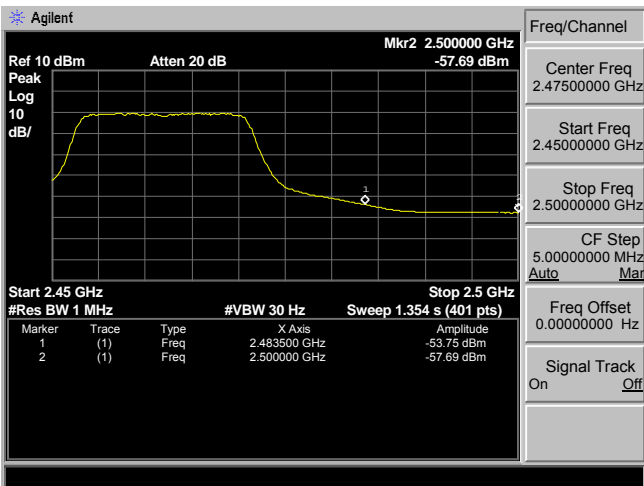 Agilent
Freq/Channel
Mkr2 2.500000 GHz
Ref 10 dBm Atten 20 dB -57.69 dBm
Peak
Log
10
dB/
1
2
Start 2.45 GHz Stop 2.5 GHz
#Res BW 1 MHz #VBW 30 Hz Sweep 1.354 s (401 pts)
Marker Trace Type X Axis Amplitude
1 (1) Freq 2.483500 GHz -53.75 dBm
2 (1) Freq 2.500000 GHz -57.69 dBm
Center Freq
2.47500000 GHz
Start Freq
2.45000000 GHz
Stop Freq
2.50000000 GHz
CF Step
5.00000000 MHz
Auto Man
Freq Offset
0.00000000 Hz
Signal Track
On Off